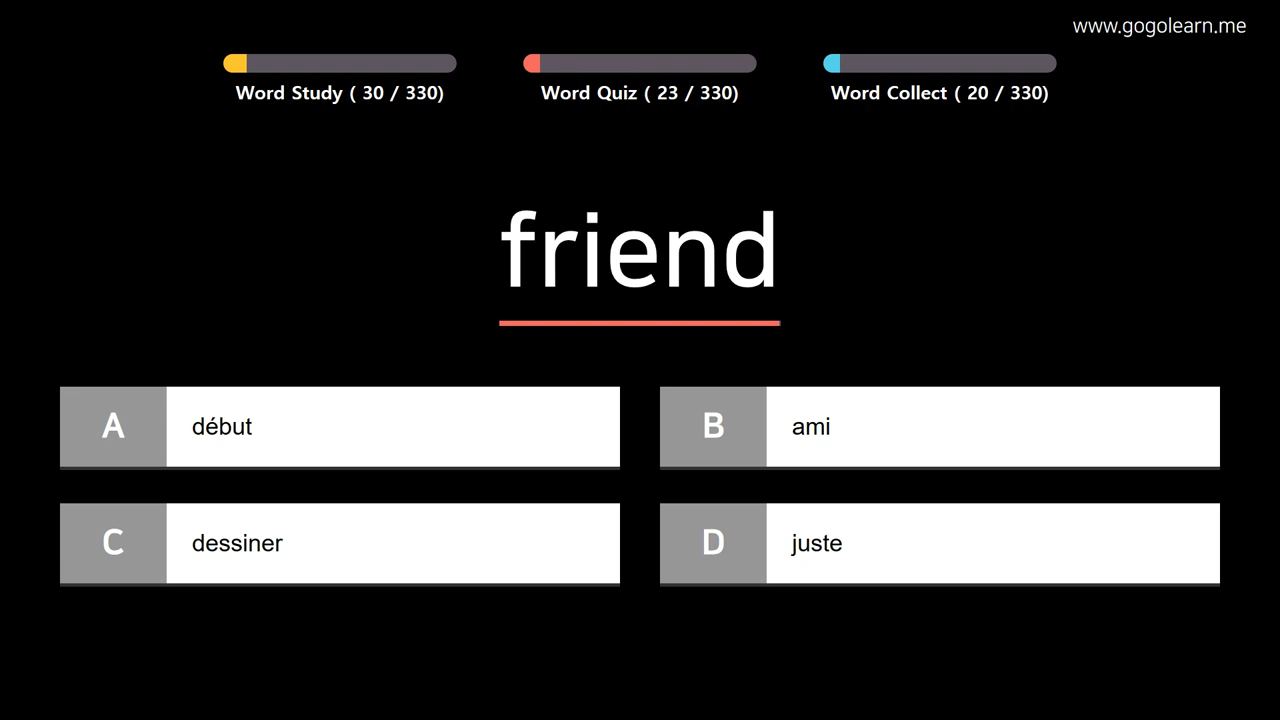 www.gogolearn.me
Word Study ( 30 / 330)
Word Quiz ( 23 / 330)
Word Collect ( 20 / 330)
friend
A début
B ami
C dessiner
D juste